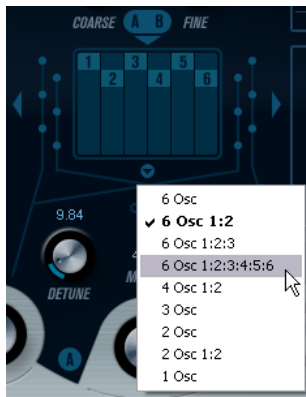 COARSE A B FINE
1 3 5
2 4 6
9.84
DETUNE
A
6 Osc
✓ 6 Osc 1:2
6 Osc 1:2:3
6 Osc 1:2:3:4:5:6
4 Osc 1:2
3 Osc
2 Osc
2 Osc 1:2
1 Osc